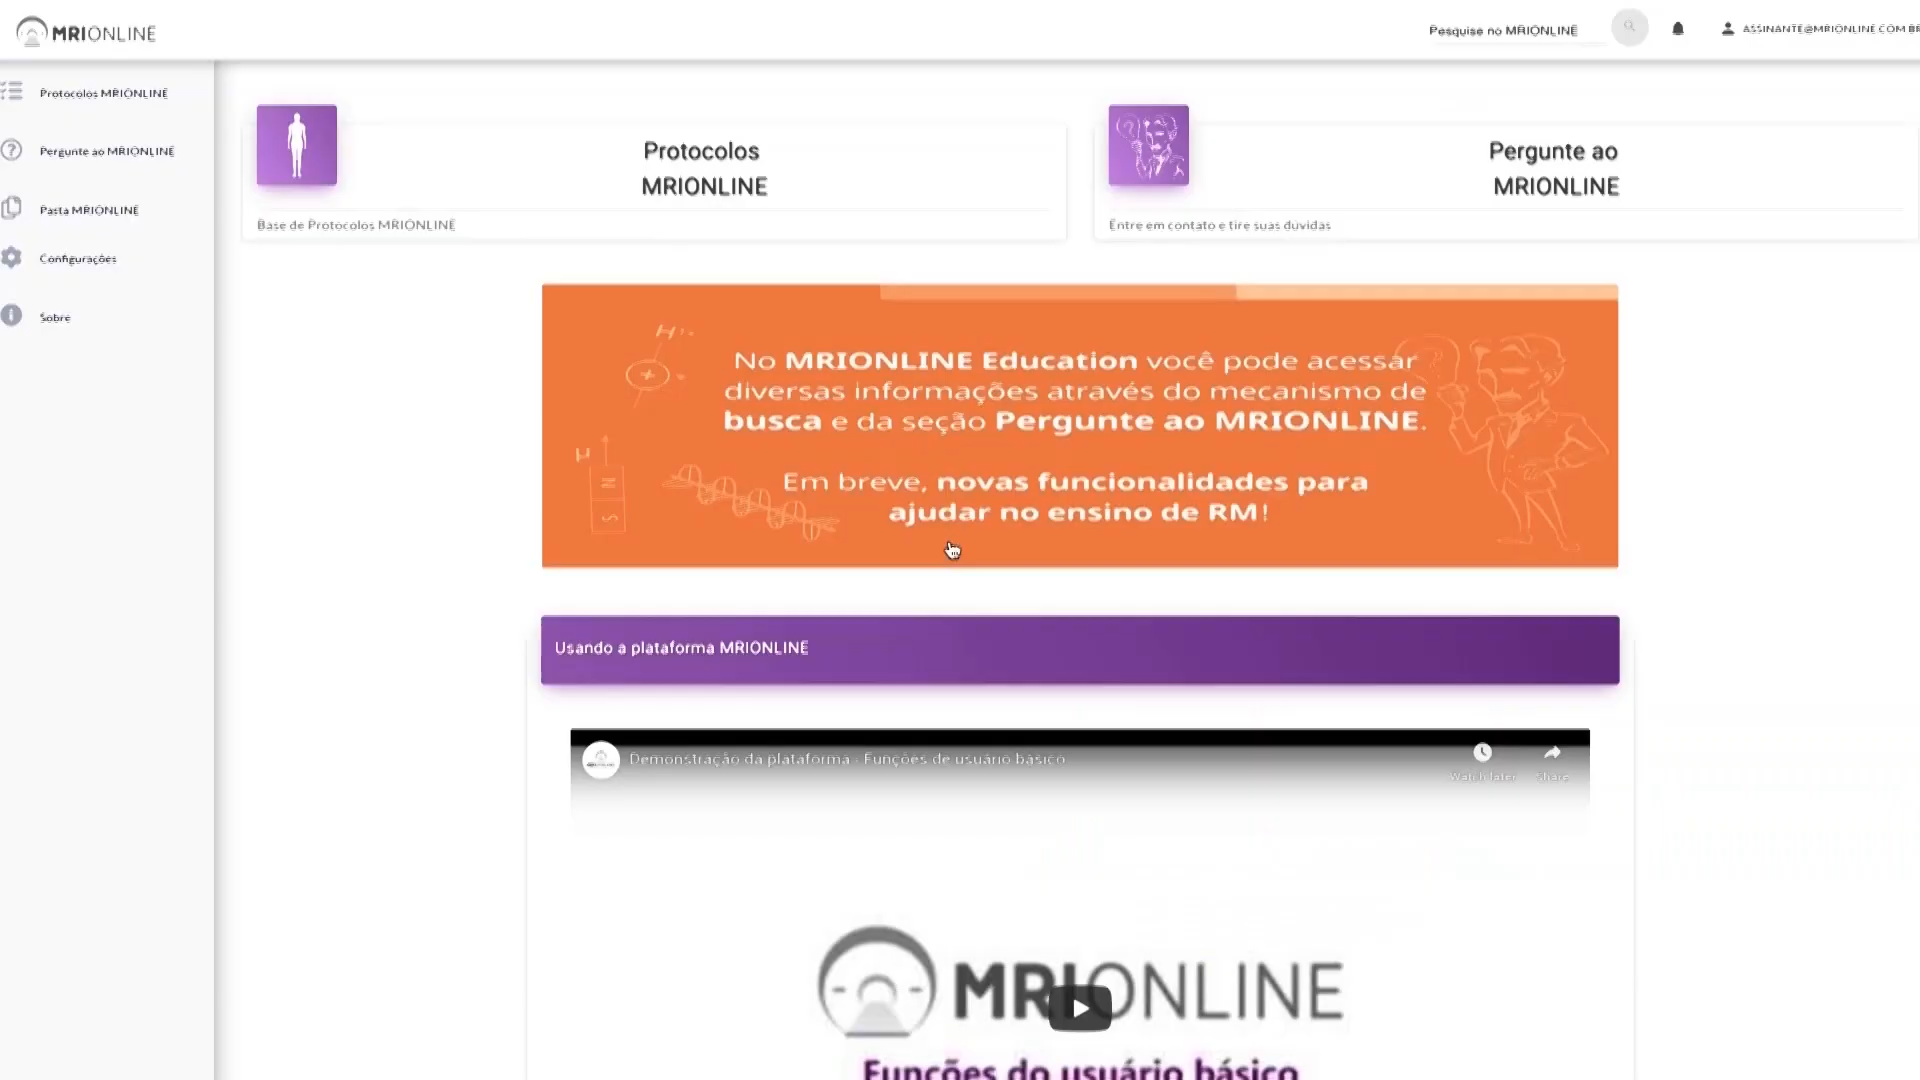 MRIONLINE
Pesquise no MRIONLINE
ASSINANTE@MRIONLINE.COM.BR
Protocolos MRIONLINE
Pergunte ao MRIONLINE
Pasta MRIONLINE
Configurações
Sobre
Protocolos
MRIONLINE
Base de Protocolos MRIONLINE
Pergunte ao
MRIONLINE
Entre em contato e tire suas dúvidas
No MRIONLINE Education você pode acessar
diversas informações através do mecanismo de
busca e da seção Pergunte ao MRIONLINE.
Em breve, novas funcionalidades para
ajudar no ensino de RM!
Usando a plataforma MRIONLINE
Demonstração da plataforma - Funções de usuário básico
Watch later
Share
MRIONLINE
Funções do usuário básico